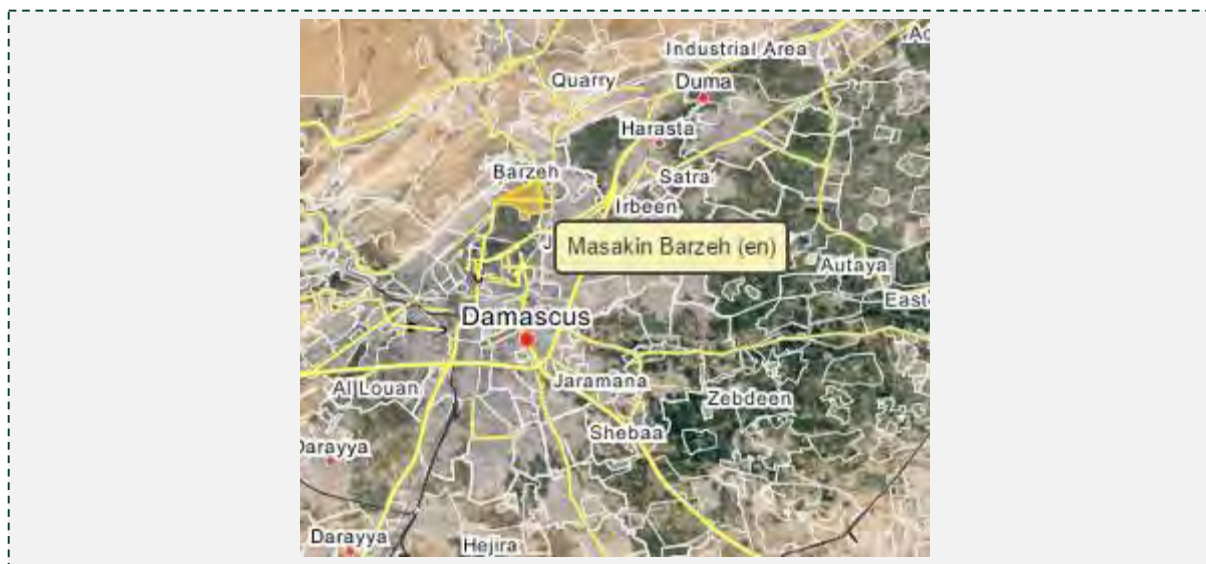 Industrial Area
Quarry
Duma
Harasta
Barzeh
Satra
Irbeen
Masakin Barzeh (en)
Autaya
East
Damascus
Jaramana
Al Louan
Zebdeen
Shebaa
Darayya
Darayya
Hejira